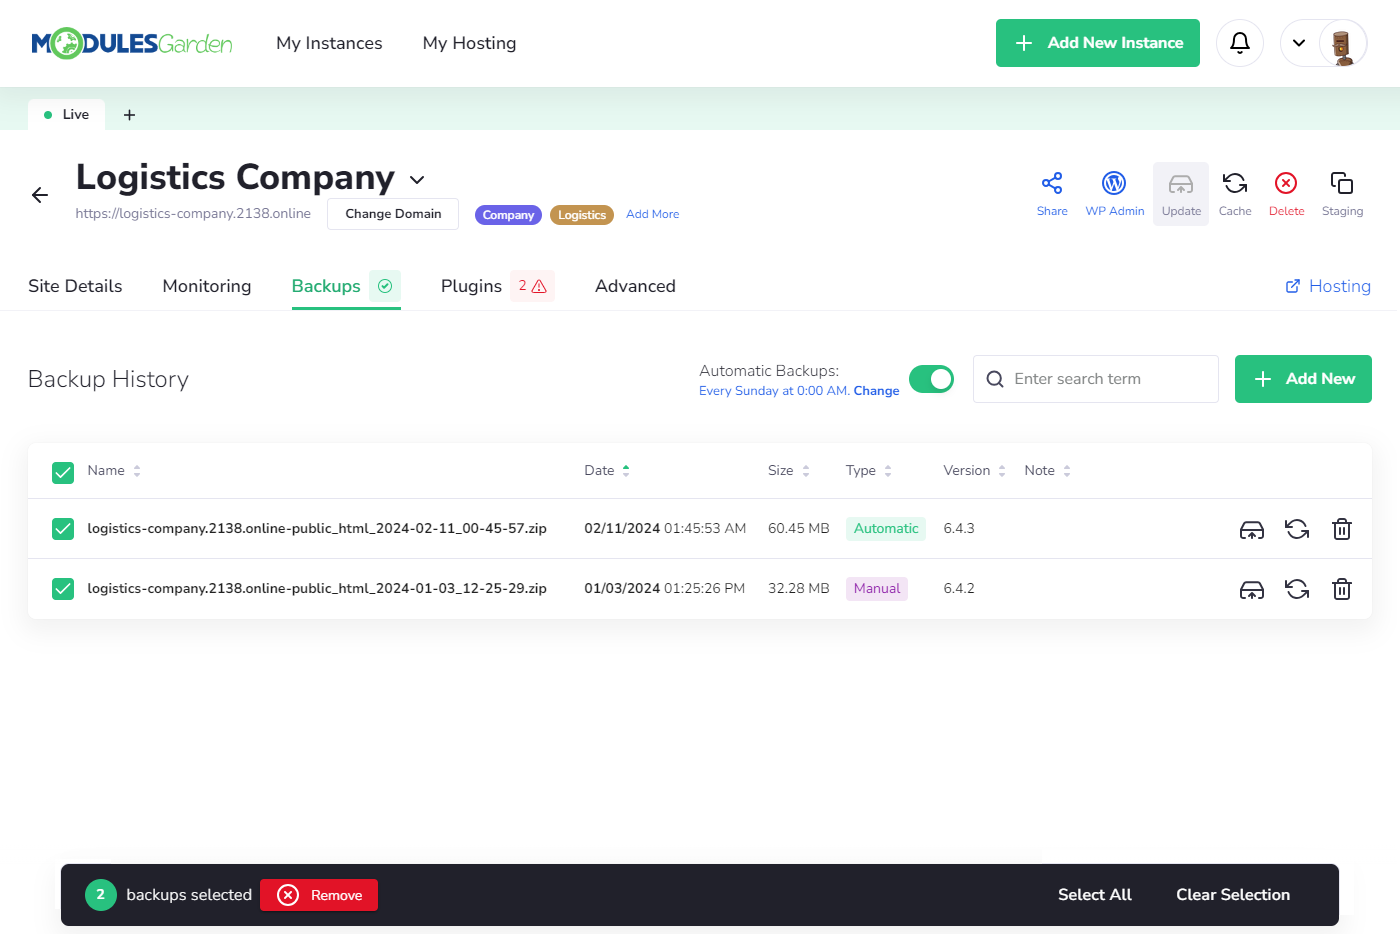 MODULESGarden
My Instances
My Hosting
Add New Instance
Live
Logistics Company
https://logistics-company.2138.online
Change Domain
Company
Logistics
Add More
Share
WP Admin
Update
Cache
Delete
Staging
Site Details
Monitoring
Backups
Plugins
2
Advanced
Hosting
Backup History
Automatic Backups:
Every Sunday at 0:00 AM. Change
Enter search term
Add New
Name Date Size Type Version Note
logistics-company.2138.online-public_html_2024-02-11_00-45-57.zip 02/11/2024 01:45:53 AM 60.45 MB Automatic 6.4.3
logistics-company.2138.online-public_html_2024-01-03_12-25-29.zip 01/03/2024 01:25:26 PM 32.28 MB Manual 6.4.2
2 backups selected Remove Select All Clear Selection